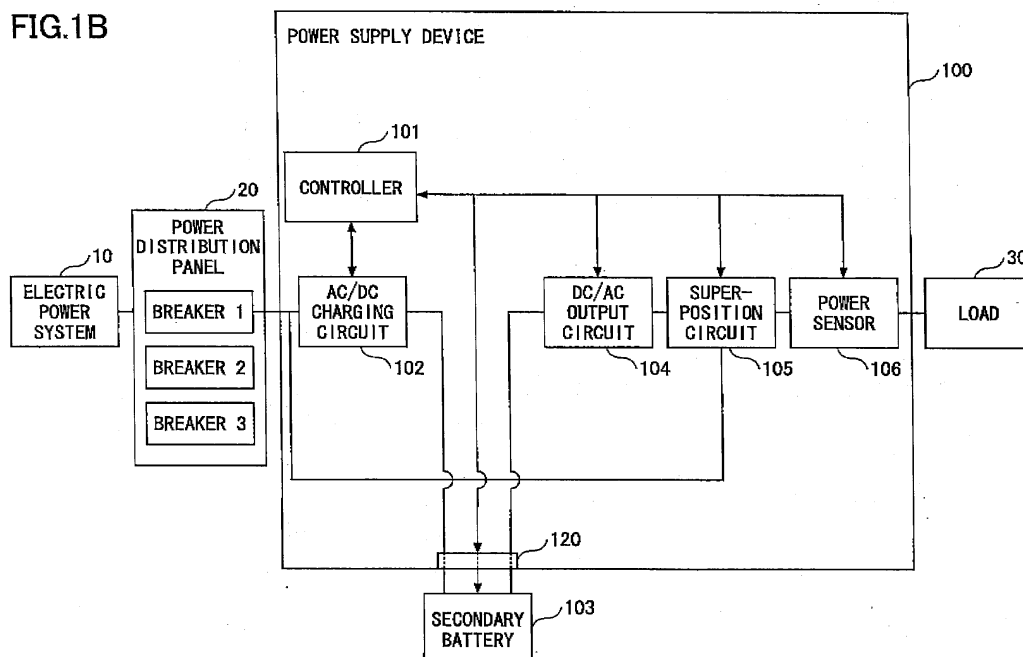 FIG.1B
POWER SUPPLY DEVICE
100
101
CONTROLLER
20
POWER
DISTRIBUTION
PANEL
10
ELECTRIC
POWER
SYSTEM
BREAKER 1
BREAKER 2
BREAKER 3
AC/DC
CHARGING
CIRCUIT
102
DC/AC
OUTPUT
CIRCUIT
104
SUPER-
POSITION
CIRCUIT
105
POWER
SENSOR
106
30
LOAD
120
SECONDARY
BATTERY
103